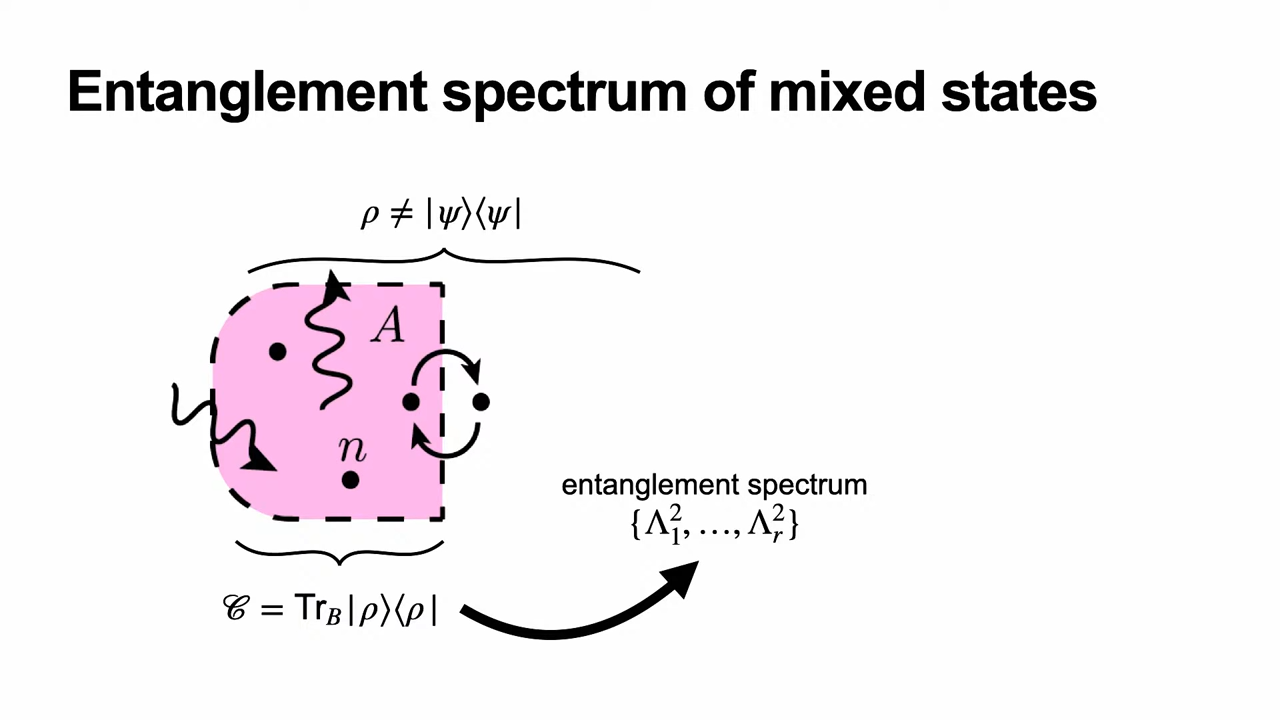 Entanglement spectrum of mixed states
ρ ≠ |ψ⟩⟨ψ|
A
n
entanglement spectrum
{Λ₁², …, Λᵣ²}
𝒞 = Tr_B|ρ⟩⟨ρ|